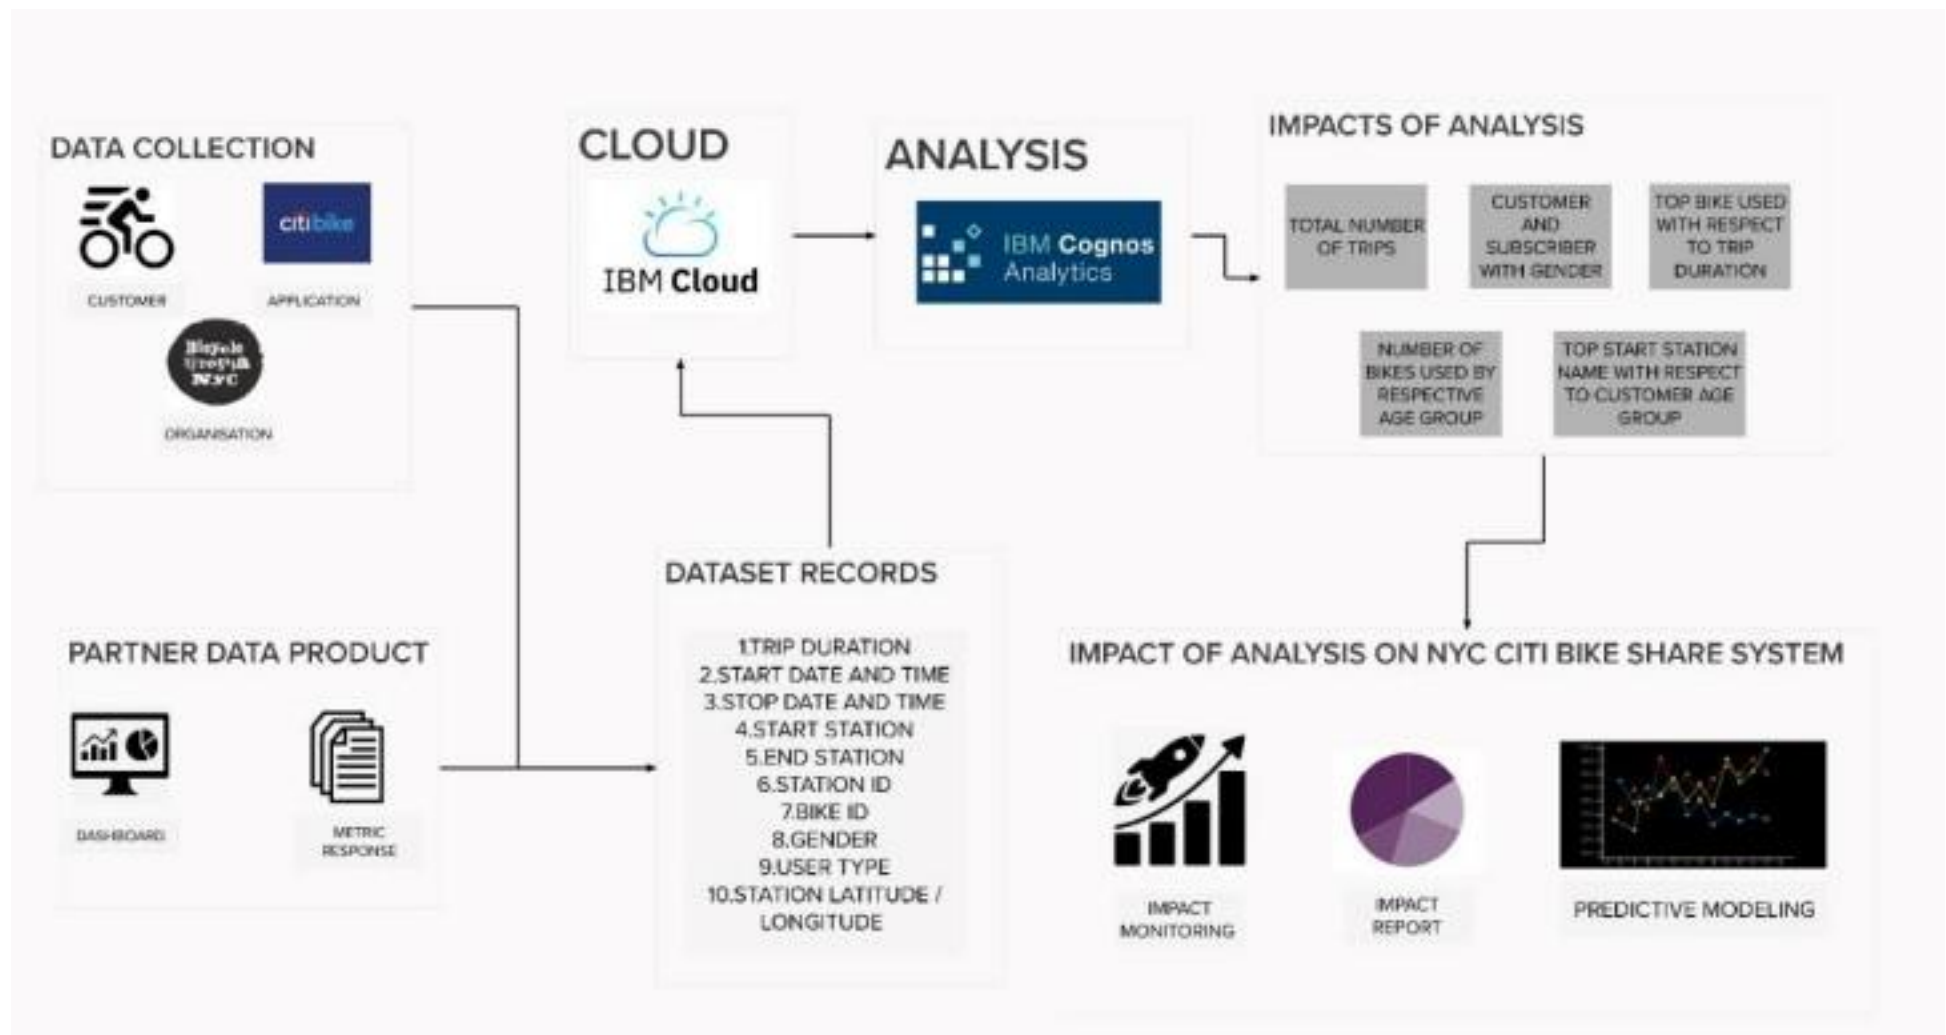 DATA COLLECTION
citibike
CUSTOMER
APPLICATION
Bicycle
NYC
ORGANISATION
CLOUD
IBM Cloud
ANALYSIS
IBM Cognos
Analytics
IMPACTS OF ANALYSIS
TOTAL NUMBER
OF TRIPS
CUSTOMER
AND
SUBSCRIBER
WITH GENDER
TOP BIKE USED
WITH RESPECT
TO TRIP
DURATION
NUMBER OF
BIKES USED BY
RESPECTIVE
AGE GROUP
TOP START STATION
NAME WITH RESPECT
TO CUSTOMER AGE
GROUP
PARTNER DATA PRODUCT
DASHBOARD
METRIC
RESPONSE
DATASET RECORDS
1.TRIP DURATION
2.START DATE AND TIME
3.STOP DATE AND TIME
4.START STATION
5.END STATION
6.STATION ID
7.BIKE ID
8.GENDER
9.USER TYPE
10.STATION LATITUDE /
LONGITUDE
IMPACT OF ANALYSIS ON NYC CITI BIKE SHARE SYSTEM
IMPACT
MONITORING
IMPACT
REPORT
PREDICTIVE MODELING